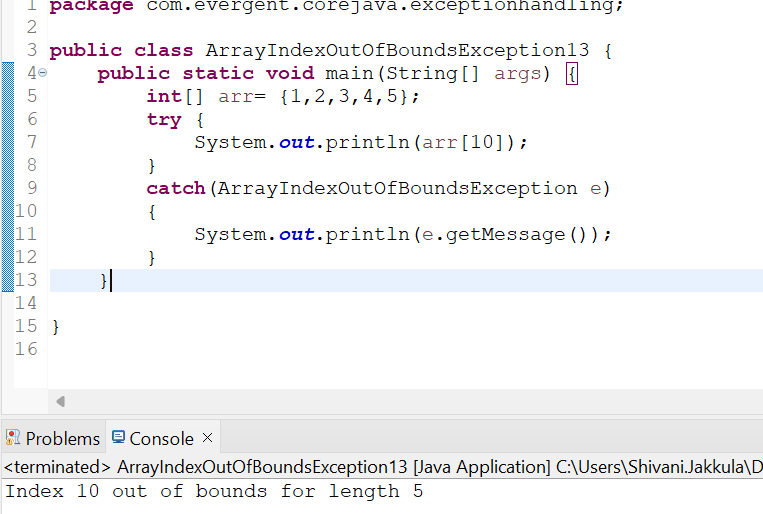 1 package com.evergent.corejava.exceptionhandling;
2
3 public class ArrayIndexOutOfBoundsException13 {
4 public static void main(String[] args) {
5 int[] arr= {1,2,3,4,5};
6 try {
7 System.out.println(arr[10]);
8 }
9 catch(ArrayIndexOutOfBoundsException e)
10 {
11 System.out.println(e.getMessage());
12 }
13 }
14
15 }
16
Problems Console ×
<terminated> ArrayIndexOutOfBoundsException13 [Java Application] C:\Users\Shivani.Jakkula\D
Index 10 out of bounds for length 5